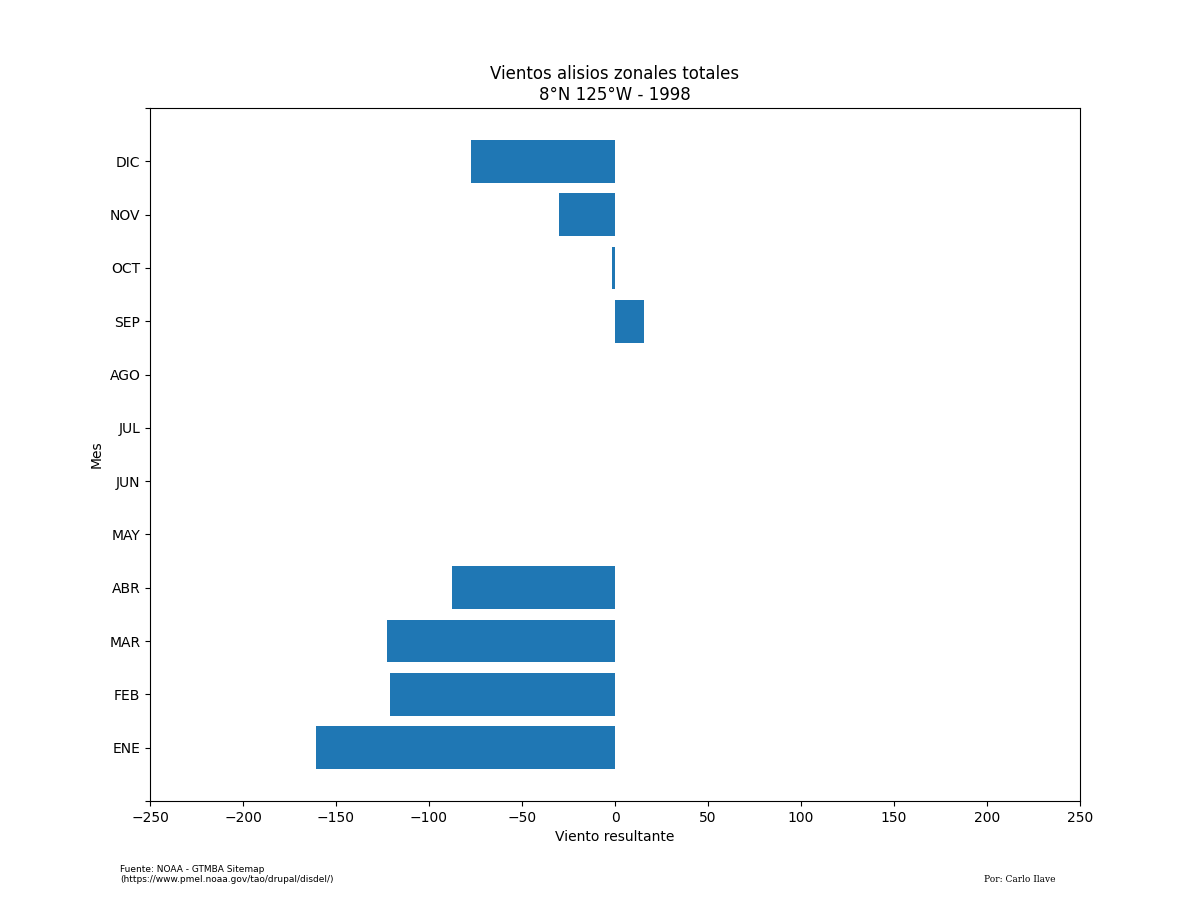 Vientos alisios zonales totales
8°N 125°W - 1998
DIC
NOV
OCT
SEP
AGO
JUL
JUN
MAY
ABR
MAR
FEB
ENE
Mes
−250 −200 −150 −100 −50 0 50 100 150 200 250
Viento resultante
Fuente: NOAA - GTMBA Sitemap
(https://www.pmel.noaa.gov/tao/drupal/disdel/)
Por: Carlo Ilave